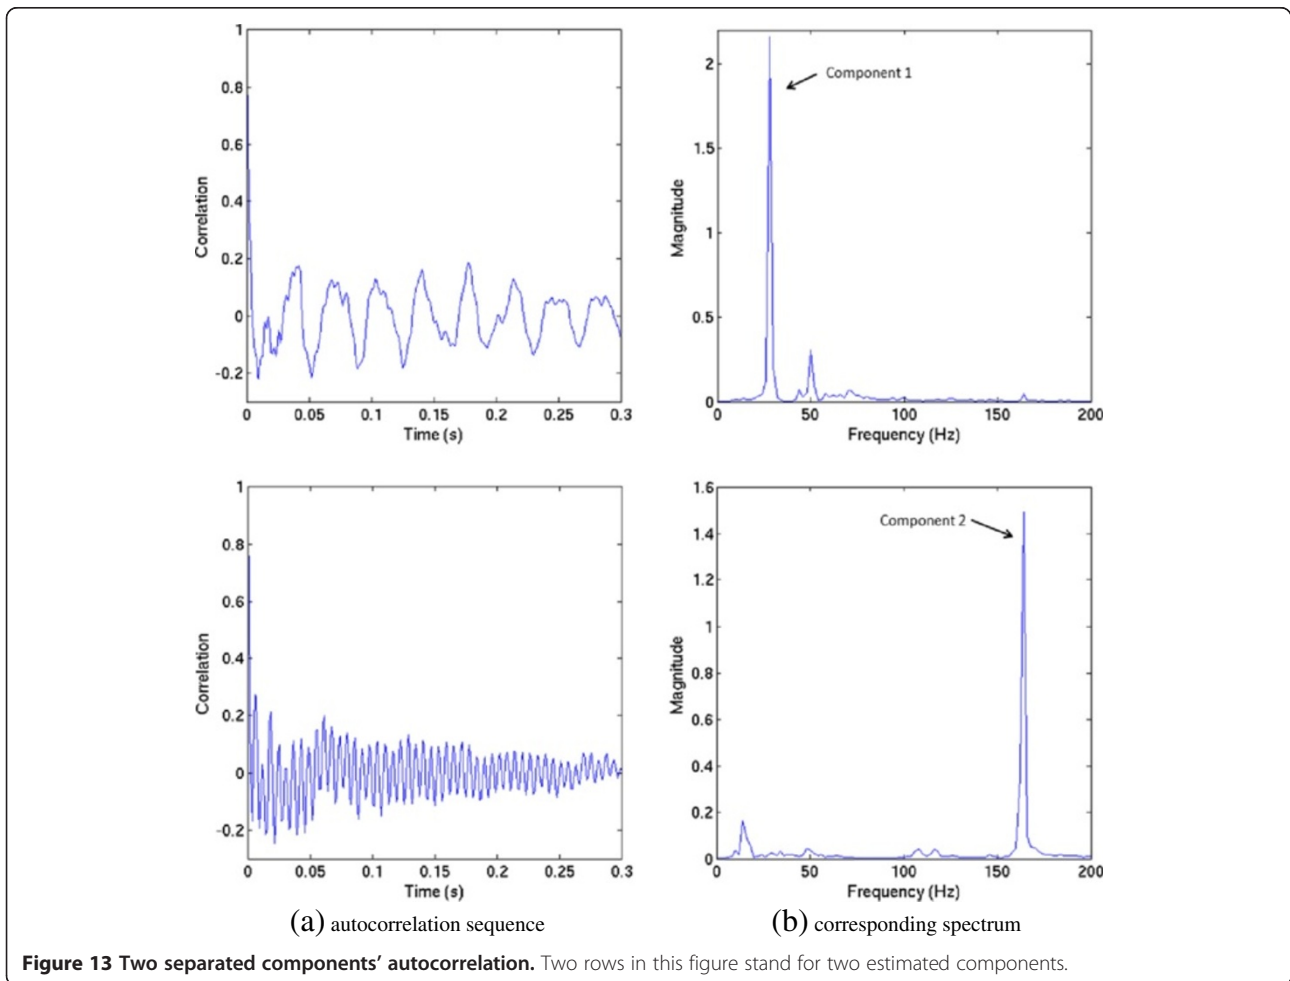 1
0.8
0.6
0.4
0.2
0
-0.2
Correlation
0 0.05 0.1 0.15 0.2 0.25 0.3
Time (s)
2
1.5
1
0.5
0
Magnitude
Component 1
0 50 100 150 200
Frequency (Hz)
1
0.8
0.6
0.4
0.2
0
-0.2
Correlation
0 0.05 0.1 0.15 0.2 0.25 0.3
Time (s)
1.6
1.4
1.2
1
0.8
0.6
0.4
0.2
0
Magnitude
Component 2
0 50 100 150 200
Frequency (Hz)
(a) autocorrelation sequence
(b) corresponding spectrum
Figure 13 Two separated components' autocorrelation. Two rows in this figure stand for two estimated components.